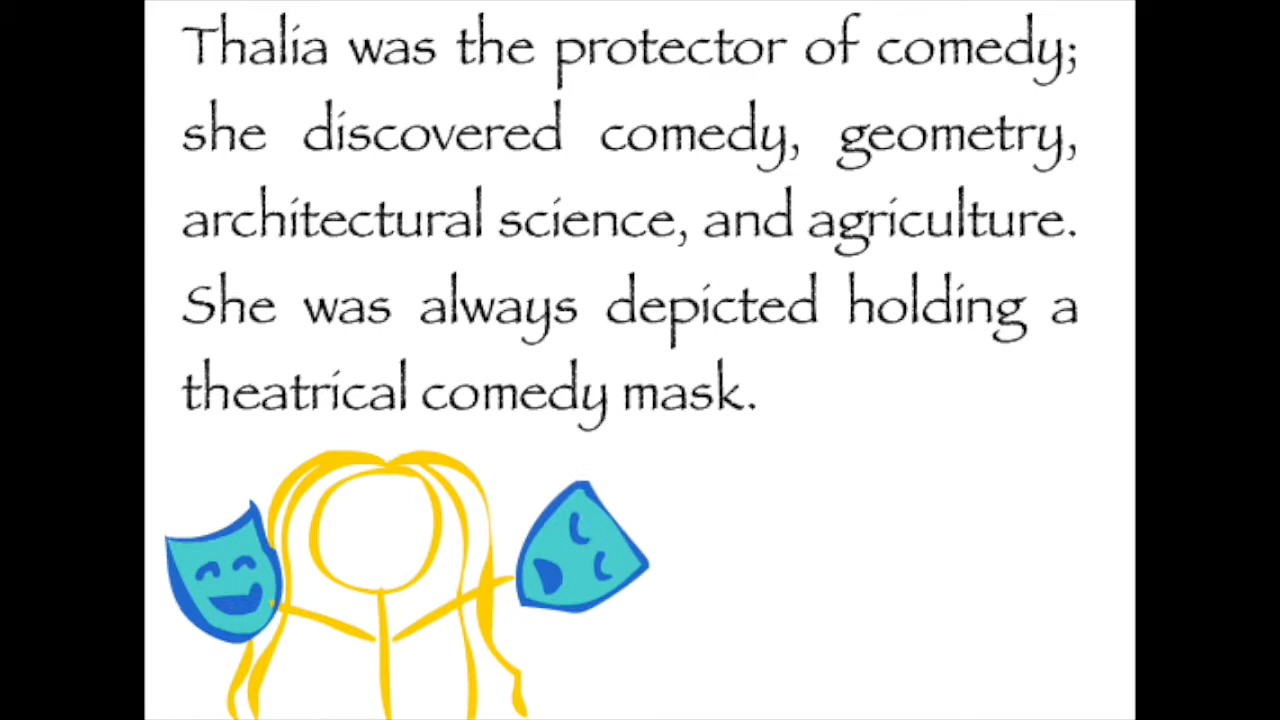 Thalia was the protector of comedy;
she discovered comedy, geometry,
architectural science, and agriculture.
She was always depicted holding a
theatrical comedy mask.